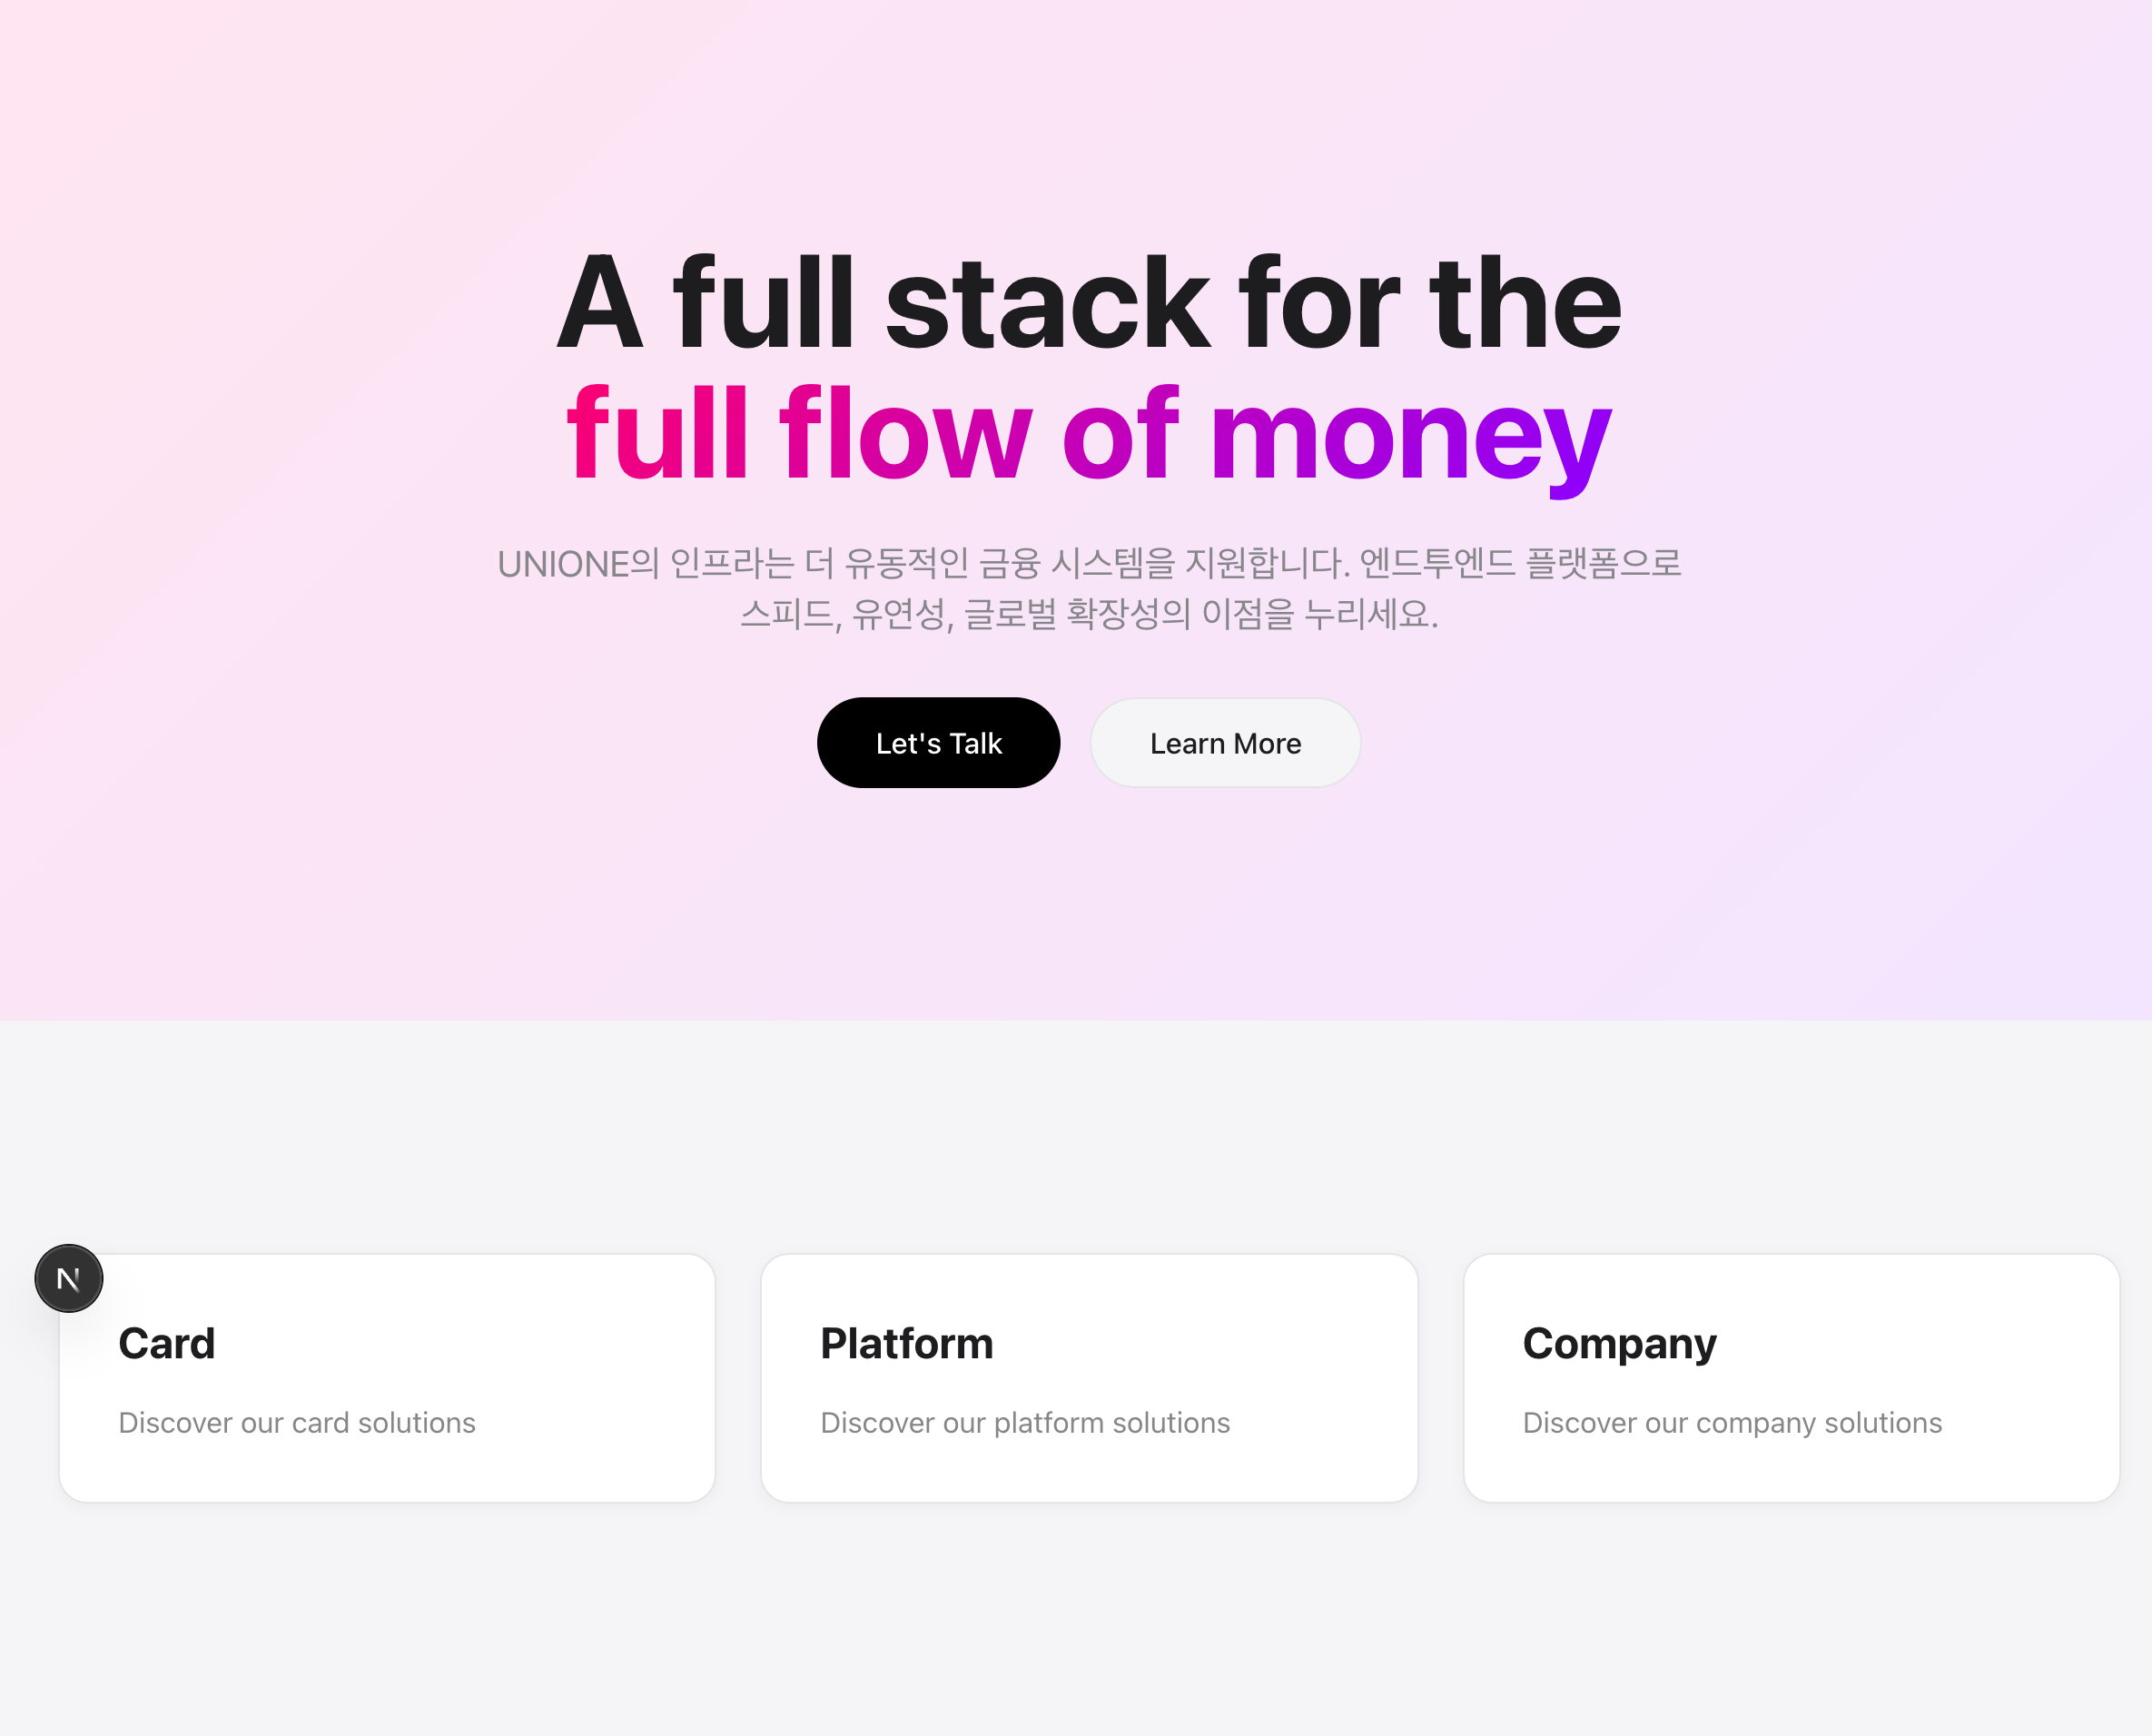 A full stack for the
full flow of money
UNIONE의 인프라는 더 유동적인 금융 시스템을 지원합니다. 엔드투엔드 플랫폼으로
스피드, 유연성, 글로벌 확장성의 이점을 누리세요.
Let's Talk
Learn More
N
Card
Platform
Company
Discover our card solutions
Discover our platform solutions
Discover our company solutions